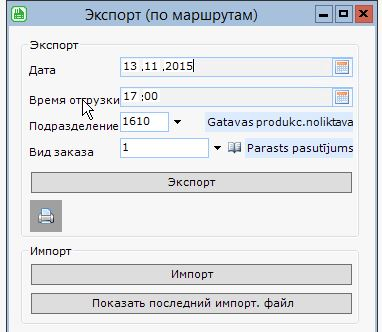 Экспорт (по маршрутам)
Экспорт
Дата 13 ,11 ,2015
Время отгрузки 17 ;00
Подразделение 1610 Gatavas produkc.noliktava
Вид заказа 1 Parasts pasutījums
Экспорт
Импорт
Импорт
Показать последний импорт. файл